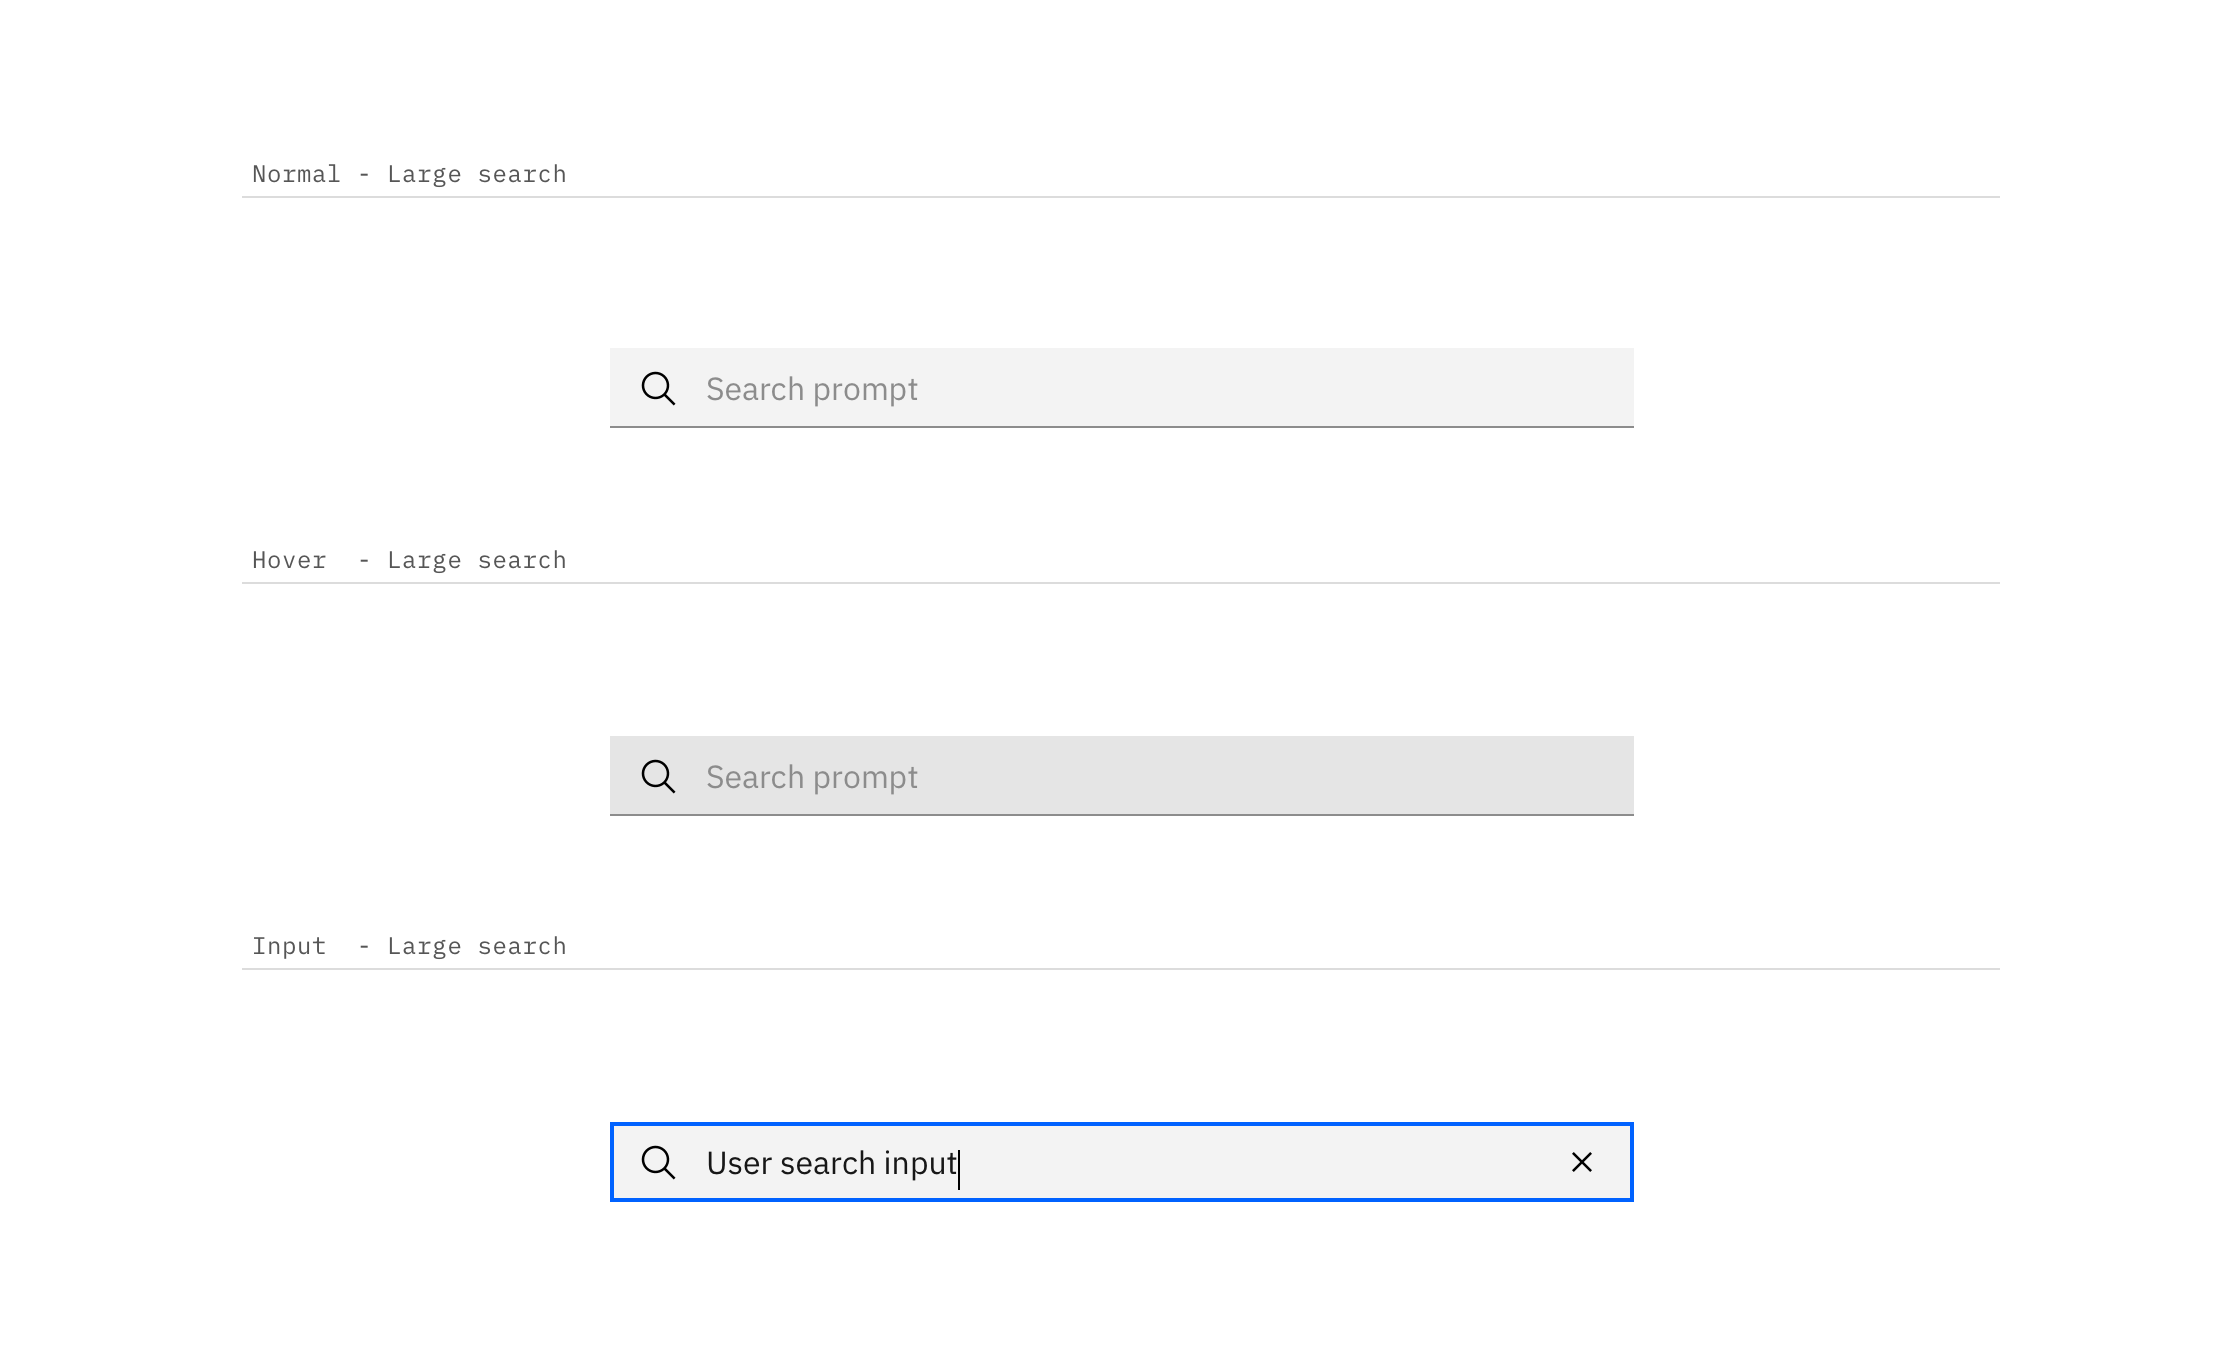 Normal - Large search
Search prompt
Hover  - Large search
Search prompt
Input  - Large search
User search input